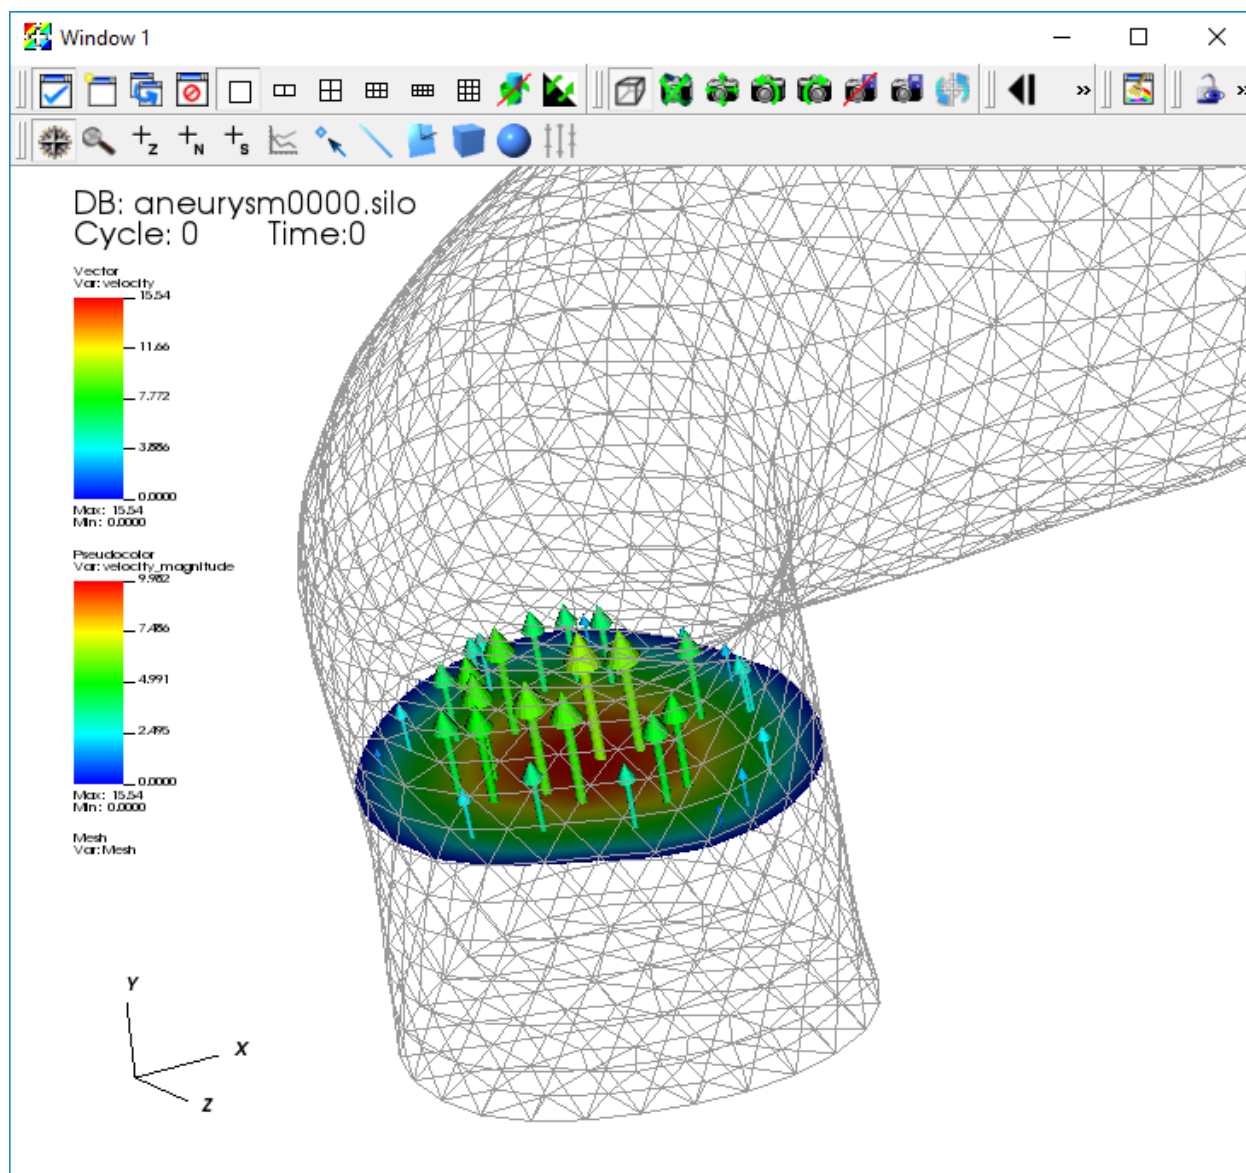 Window 1
+z
+N
+s
DB: aneurysm0000.silo
Cycle: 0 Time:0
Vector
Var: velocity
15.54
11.66
7.772
3.886
0.0000
Max: 15.54
Min: 0.0000
Pseudocolor
Var: velocity_magnitude
9.982
7.486
4.991
2.495
0.0000
Max: 15.54
Min: 0.0000
Mesh
Var: Mesh
Y
X
Z